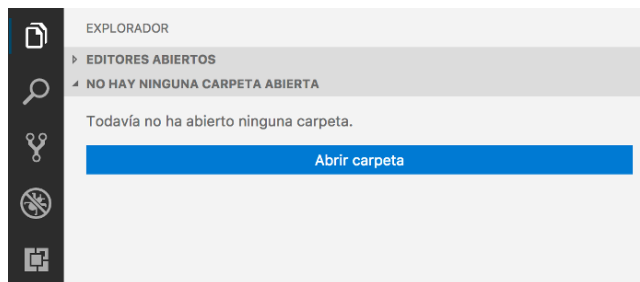 EXPLORADOR
EDITORES ABIERTOS
NO HAY NINGUNA CARPETA ABIERTA
Todavía no ha abierto ninguna carpeta.
Abrir carpeta